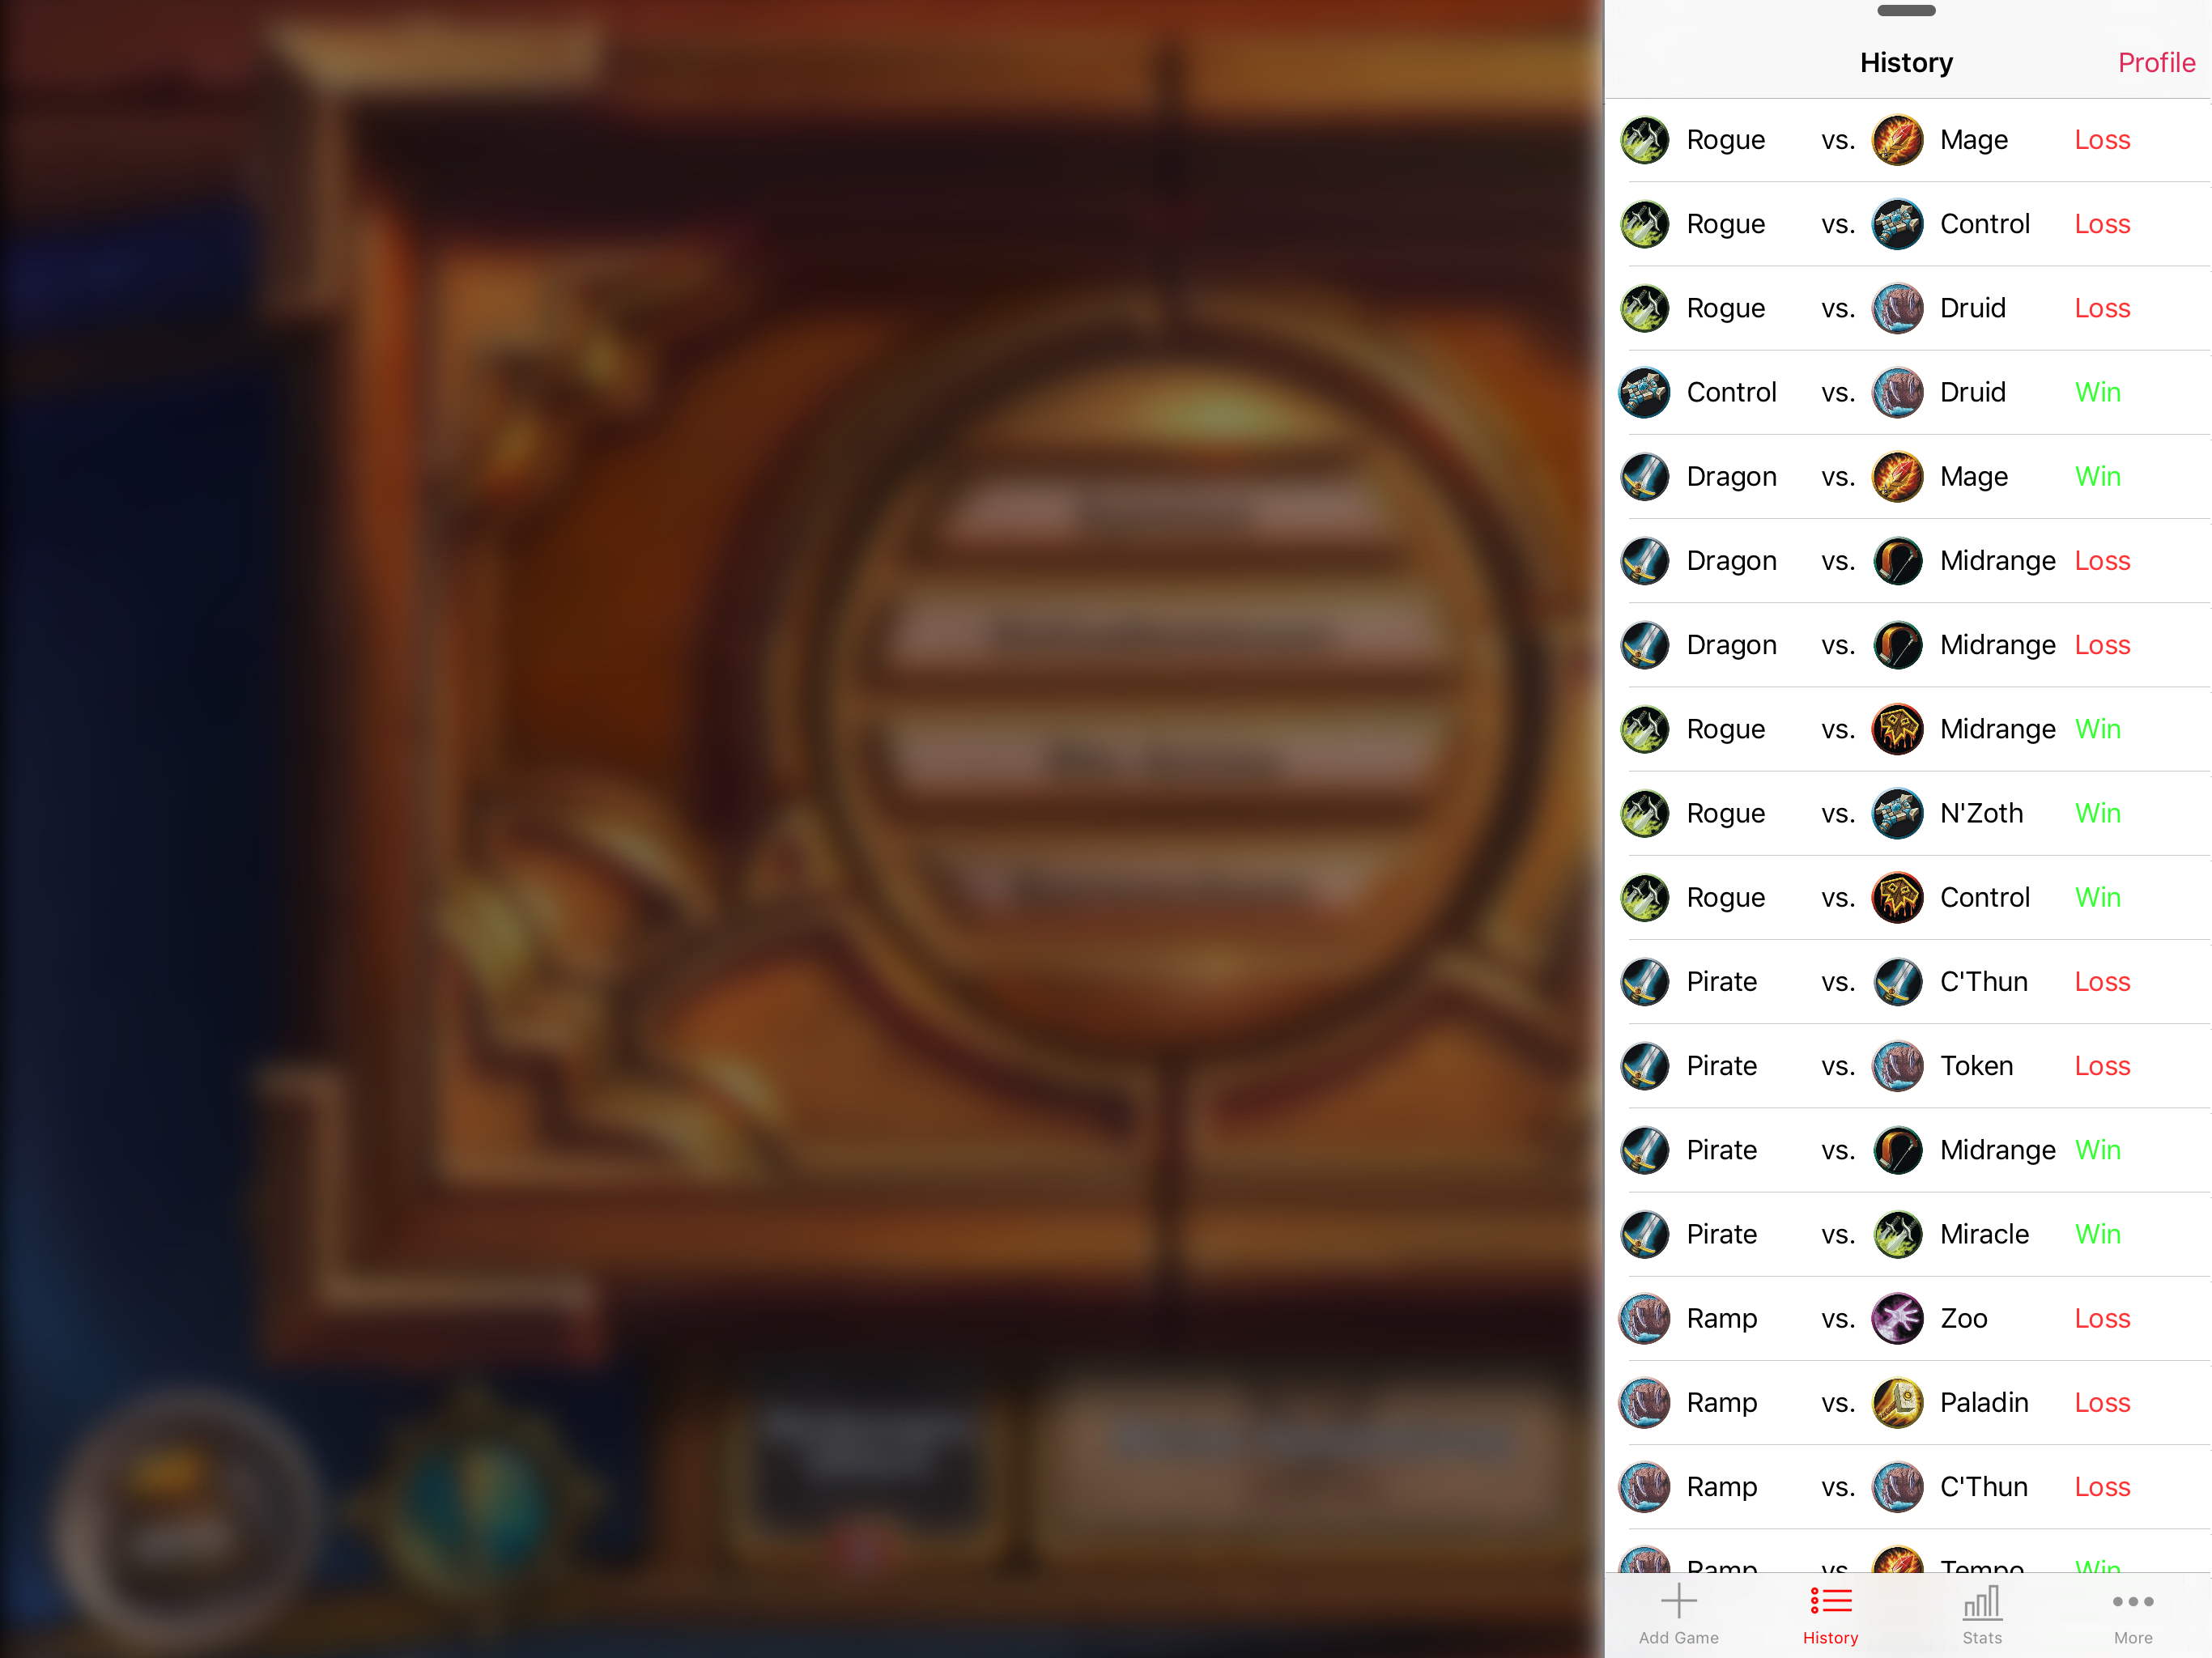 History Profile
Rogue vs. Mage Loss
Rogue vs. Control Loss
Rogue vs. Druid Loss
Control vs. Druid Win
Dragon vs. Mage Win
Dragon vs. Midrange Loss
Dragon vs. Midrange Loss
Rogue vs. Midrange Win
Rogue vs. N'Zoth Win
Rogue vs. Control Win
Pirate vs. C'Thun Loss
Pirate vs. Token Loss
Pirate vs. Midrange Win
Pirate vs. Miracle Win
Ramp vs. Zoo Loss
Ramp vs. Paladin Loss
Ramp vs. C'Thun Loss
Ramp vs. Tempo Win
Add Game History Stats More